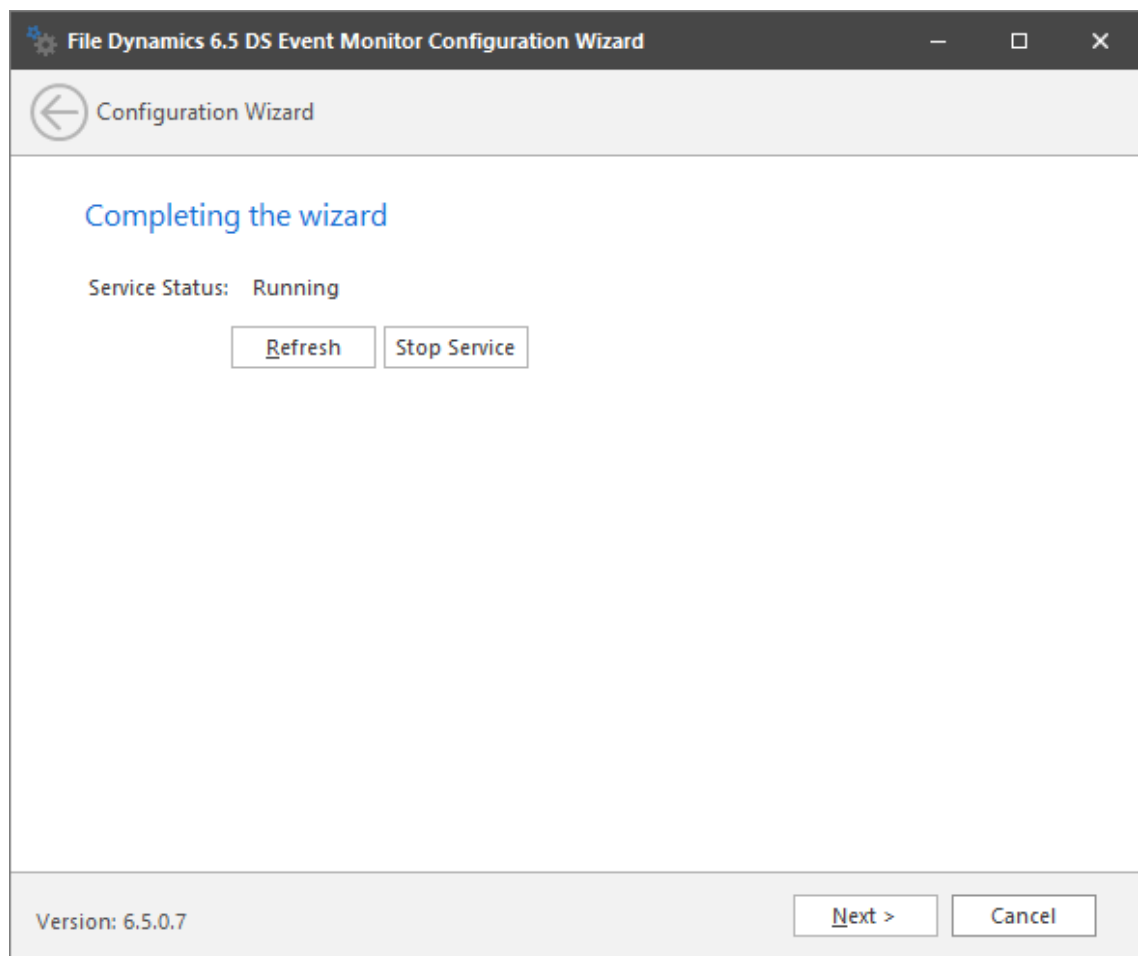 File Dynamics 6.5 DS Event Monitor Configuration Wizard
Configuration Wizard
Completing the wizard
Service Status: Running
Refresh Stop Service
Version: 6.5.0.7 Next > Cancel